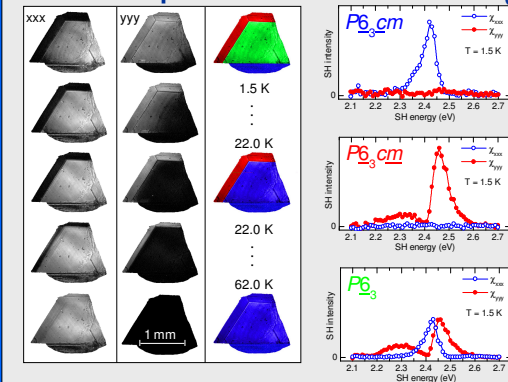 xxx
yyy
1.5 K
.
.
.
22.0 K
22.0 K
.
.
.
62.0 K
1 mm
P6₃cm
χxxx
χyyy
T = 1.5 K
SH intensity
0
2.1 2.2 2.3 2.4 2.5 2.6 2.7
SH energy (eV)
P6₃cm
χxxx
χyyy
T = 1.5 K
SH intensity
0
2.1 2.2 2.3 2.4 2.5 2.6 2.7
SH energy (eV)
P6₃
χxxx
χyyy
T = 1.5 K
SH intensity
0
2.1 2.2 2.3 2.4 2.5 2.6 2.7
SH energy (eV)